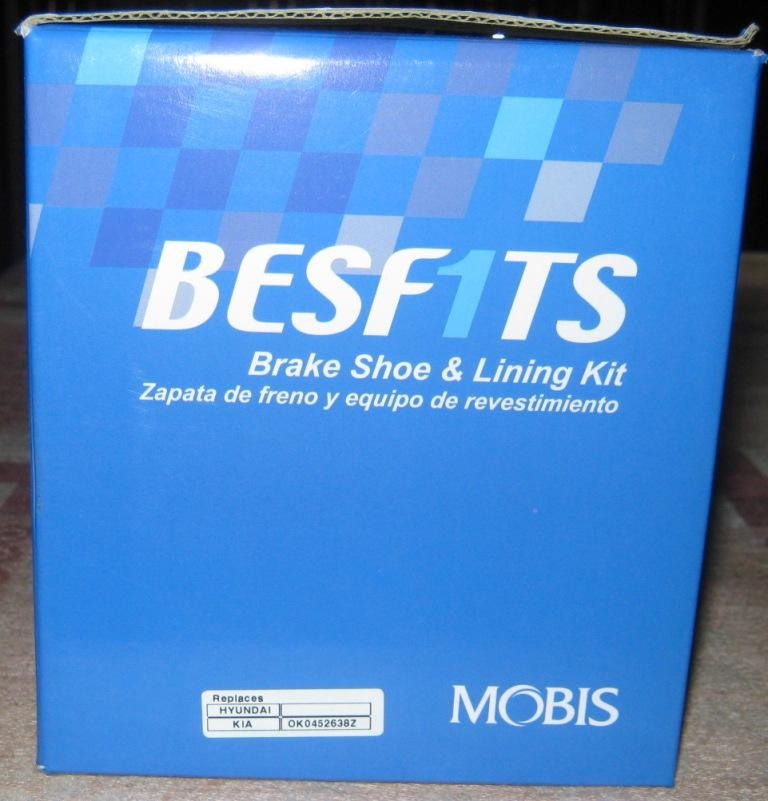 BESF1TS
Brake Shoe & Lining Kit
Zapata de freno y equipo de revestimiento
Replaces
HYUNDAI
KIA OK0452638Z
MOBIS